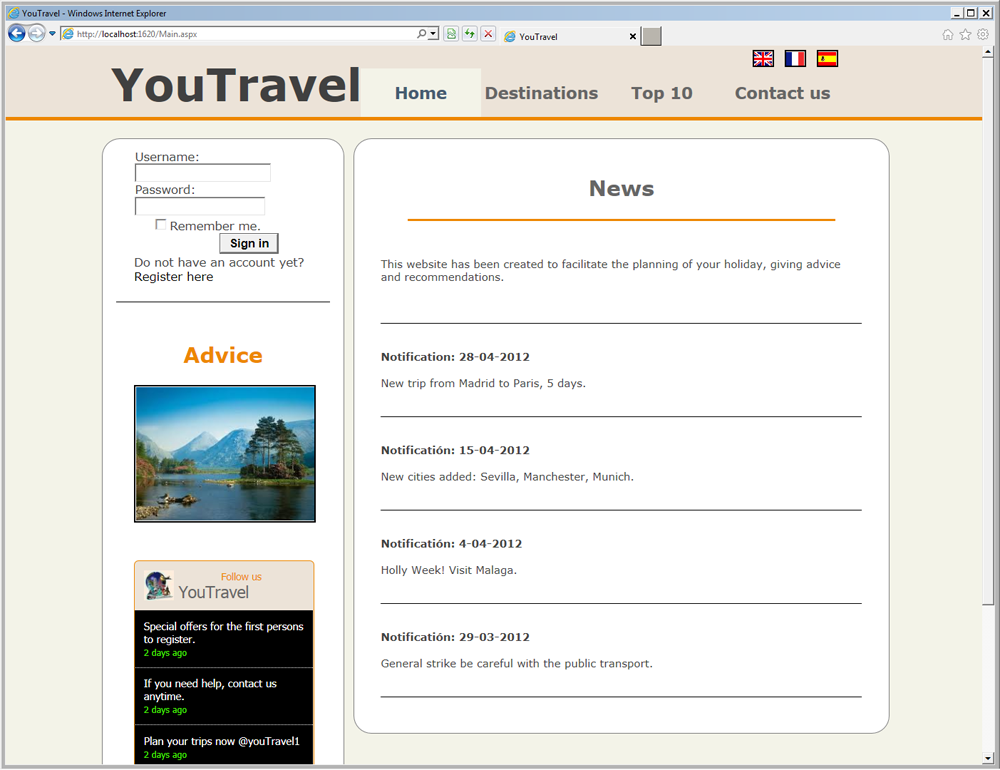 YouTravel - Windows Internet Explorer
http://localhost:1620/Main.aspx
YouTravel
YouTravel
Home
Destinations
Top 10
Contact us
Username:
Password:
Remember me.
Sign in
Do not have an account yet?
Register here
Advice
Follow us
YouTravel
Special offers for the first persons
to register.
2 days ago
If you need help, contact us
anytime.
2 days ago
Plan your trips now @youTravel1
2 days ago
News
This website has been created to facilitate the planning of your holiday, giving advice
and recommendations.
Notification: 28-04-2012
New trip from Madrid to Paris, 5 days.
Notificatión: 15-04-2012
New cities added: Sevilla, Manchester, Munich.
Notificatión: 4-04-2012
Holly Week! Visit Malaga.
Notificatión: 29-03-2012
General strike be careful with the public transport.